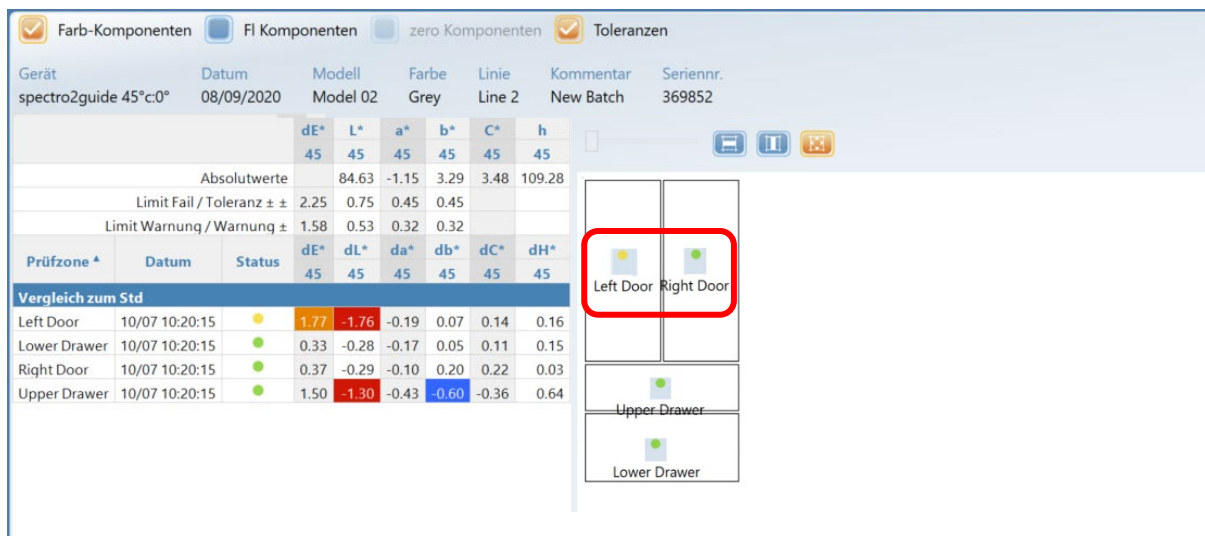 Farb-Komponenten Fl Komponenten zero Komponenten Toleranzen
Gerät Datum Modell Farbe Linie Kommentar Seriennr.
spectro2guide 45°c:0° 08/09/2020 Model 02 Grey Line 2 New Batch 369852
dE* L* a* b* C* h
45 45 45 45 45 45
Absolutwerte 84.63 -1.15 3.29 3.48 109.28
Limit Fail / Toleranz ± ± 2.25 0.75 0.45 0.45
Limit Warnung / Warnung ± 1.58 0.53 0.32 0.32
Prüfzone Datum Status dE* dL* da* db* dC* dH*
45 45 45 45 45 45
Vergleich zum Std
Left Door 10/07 10:20:15 1.77 -1.76 -0.19 0.07 0.14 0.16
Lower Drawer 10/07 10:20:15 0.33 -0.28 -0.17 0.05 0.11 0.15
Right Door 10/07 10:20:15 0.37 -0.29 -0.10 0.20 0.22 0.03
Upper Drawer 10/07 10:20:15 1.50 -1.30 -0.43 -0.60 -0.36 0.64
Left Door Right Door
Upper Drawer
Lower Drawer